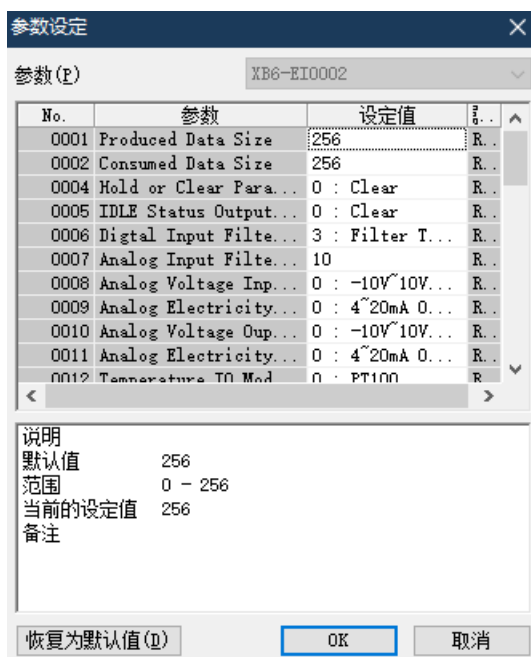 参数设定
参数(P) XB6-EI0002
No. 参数 设定值
0001 Produced Data Size 256 R..
0002 Consumed Data Size 256 R..
0004 Hold or Clear Para... 0 : Clear R..
0005 IDLE Status Output... 0 : Clear R..
0006 Digtal Input Filte... 3 : Filter T... R..
0007 Analog Input Filte... 10 R..
0008 Analog Voltage Inp... 0 : -10V~10V... R..
0009 Analog Electricity... 0 : 4~20mA O... R..
0010 Analog Voltage Oup... 0 : -10V~10V... R..
0011 Analog Electricity... 0 : 4~20mA O... R..
0012 Temperature IO Mod 0 : PT100 R
说明
默认值 256
范围 0 - 256
当前的设定值 256
备注
恢复为默认值(D) OK 取消